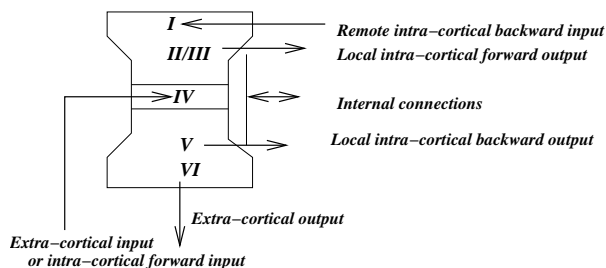 I
Remote intra-cortical backward input
II/III
Local intra-cortical forward output
IV
Internal connections
V
Local intra-cortical backward output
VI
Extra-cortical output
Extra-cortical input
or intra-cortical forward input